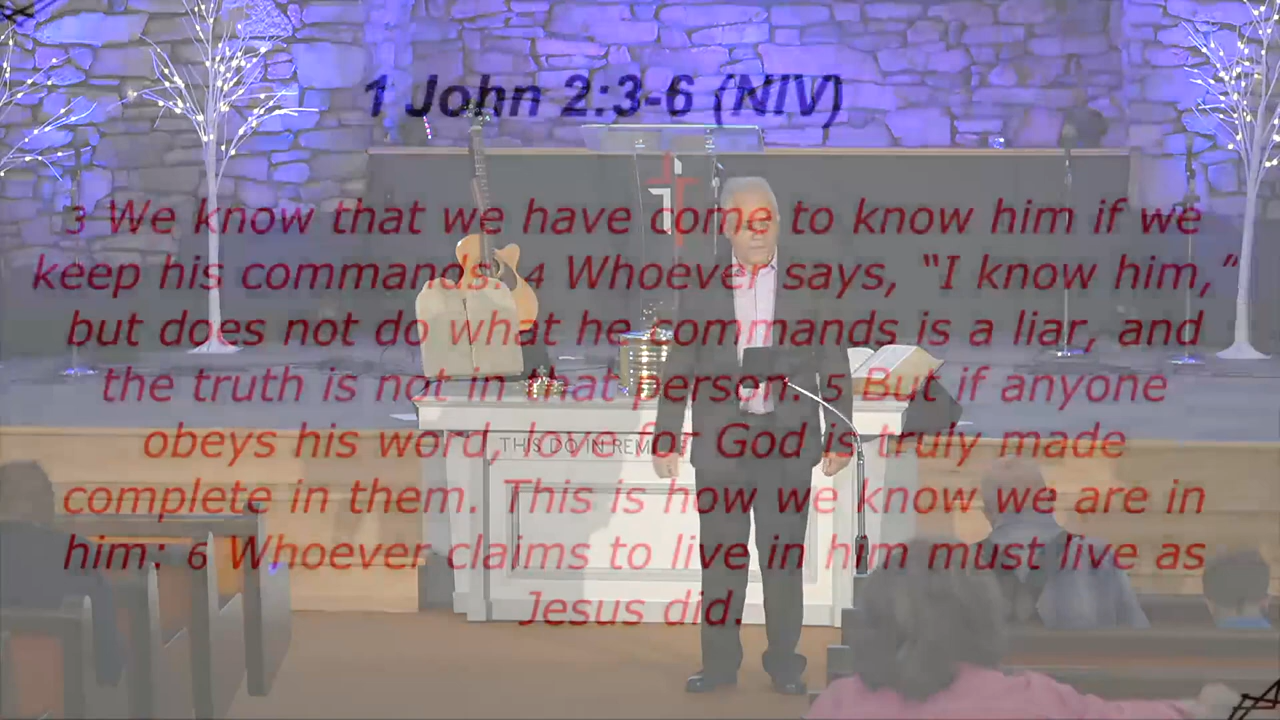 1 John 2:3-6 (NIV)
3 We know that we have come to know him if we
keep his commands. 4 Whoever says, “I know him,”
but does not do what he commands is a liar, and
the truth is not in that person. 5 But if anyone
obeys his word, love for God is truly made
complete in them. This is how we know we are in
him: 6 Whoever claims to live in him must live as
Jesus did.
THIS DO IN REM